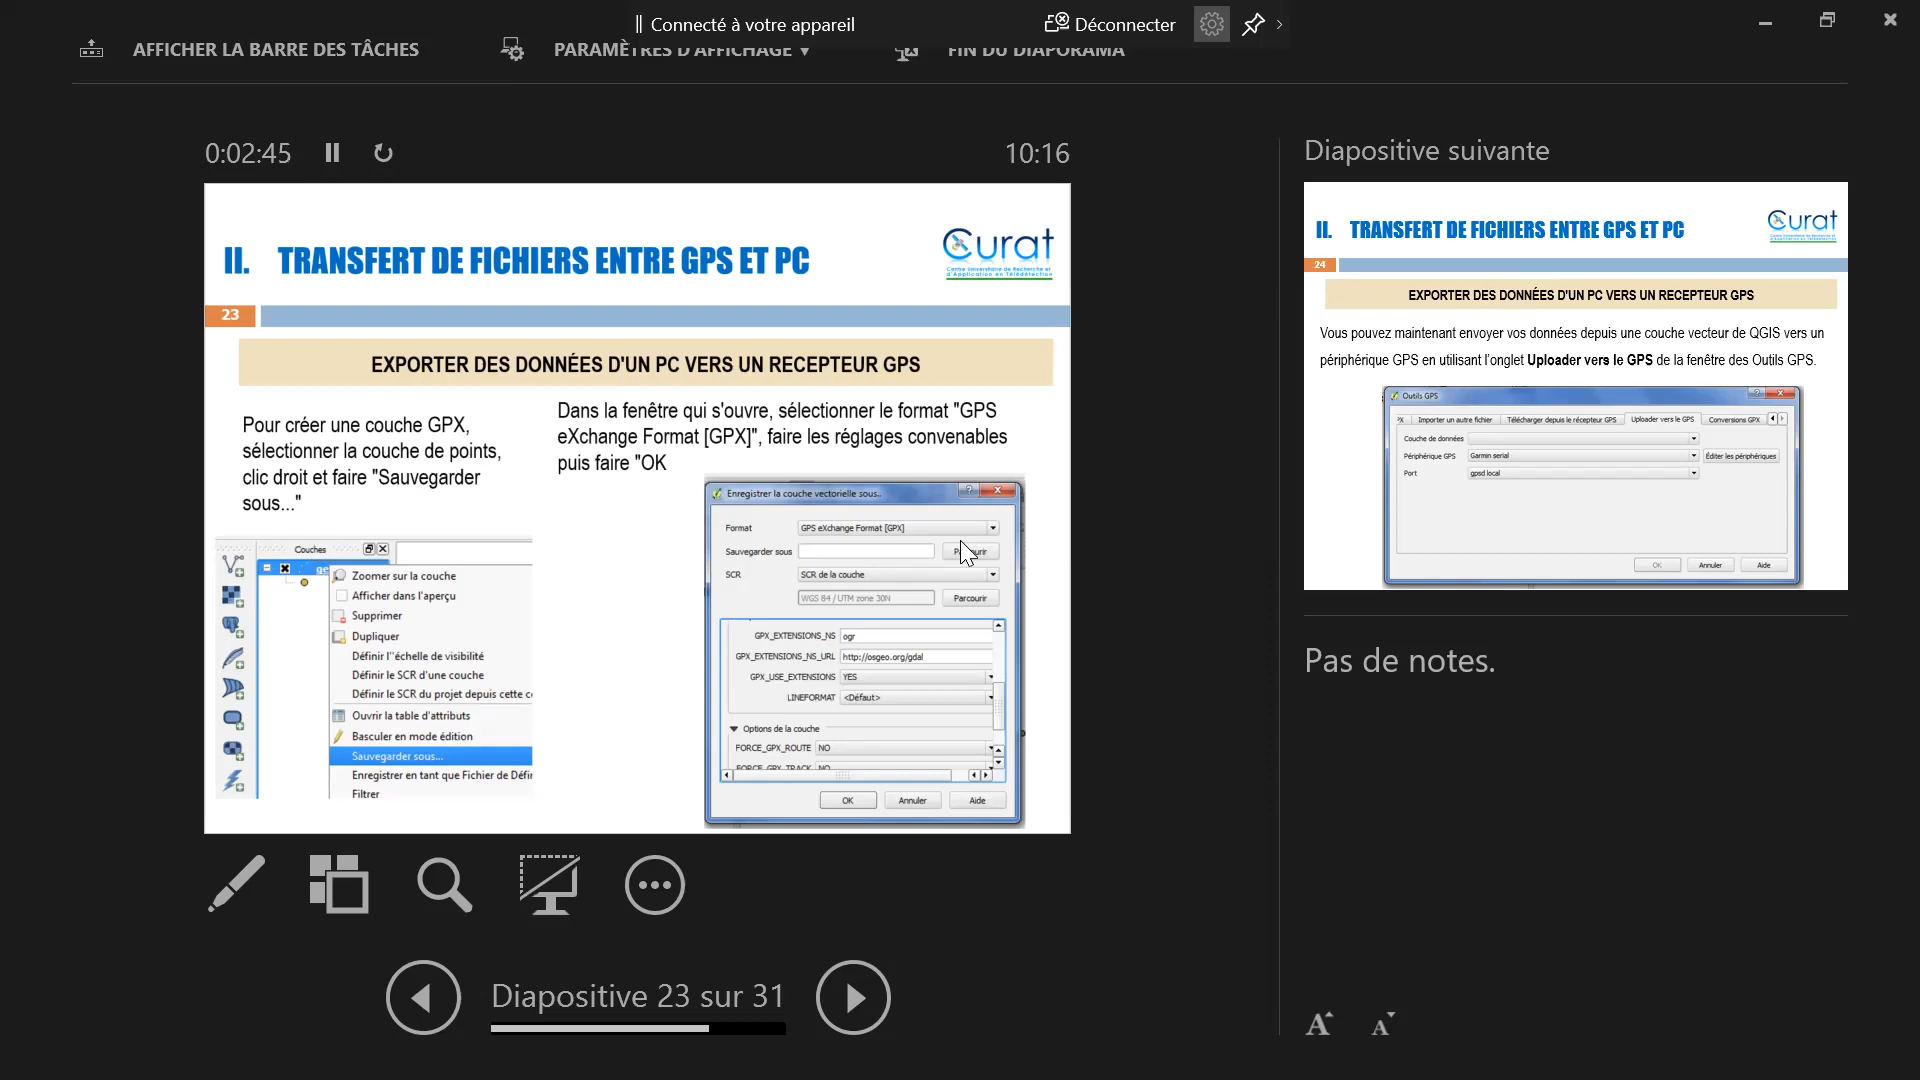 Connecté à votre appareil
Déconnecter
AFFICHER LA BARRE DES TÂCHES
PARAMÈTRES D'AFFICHAGE ▾
FIN DU DIAPORAMA
0:02:45
10:16
II. TRANSFERT DE FICHIERS ENTRE GPS ET PC
Curat
Centre Universitaire de Recherche et
d'Application en Télédétection
23
EXPORTER DES DONNÉES D'UN PC VERS UN RECEPTEUR GPS
Pour créer une couche GPX,
sélectionner la couche de points,
clic droit et faire "Sauvegarder
sous..."
Dans la fenêtre qui s'ouvre, sélectionner le format "GPS
eXchange Format [GPX]", faire les réglages convenables
puis faire "OK
Couches
ge
Zoomer sur la couche
Afficher dans l'aperçu
Supprimer
Dupliquer
Définir l''échelle de visibilité
Définir le SCR d'une couche
Définir le SCR du projet depuis cette c
Ouvrir la table d'attributs
Basculer en mode édition
Sauvegarder sous...
Enregistrer en tant que Fichier de Défi
Filtrer
Enregistrer la couche vectorielle sous..
Format
GPS eXchange Format [GPX]
Sauvegarder sous
Parcourir
SCR
SCR de la couche
WGS 84 / UTM zone 30N
Parcourir
GPX_EXTENSIONS_NS ogr
GPX_EXTENSIONS_NS_URL http://osgeo.org/gdal
GPX_USE_EXTENSIONS YES
LINEFORMAT <Défaut>
Options de la couche
FORCE_GPX_ROUTE NO
FORCE_GPX_TRACK NO
OK
Annuler
Aide
Diapositive 23 sur 31
Diapositive suivante
II. TRANSFERT DE FICHIERS ENTRE GPS ET PC
Curat
24
EXPORTER DES DONNÉES D'UN PC VERS UN RECEPTEUR GPS
Vous pouvez maintenant envoyer vos données depuis une couche vecteur de QGIS vers un
périphérique GPS en utilisant l'onglet Uploader vers le GPS de la fenêtre des Outils GPS.
Outils GPS
Importer un autre fichier
Télécharger depuis le récepteur GPS
Uploader vers le GPS
Conversions GPX
Couche de données
Périphérique GPS
Garmin serial
Éditer les périphériques
Port
gpsd local
OK
Annuler
Aide
Pas de notes.
A
A